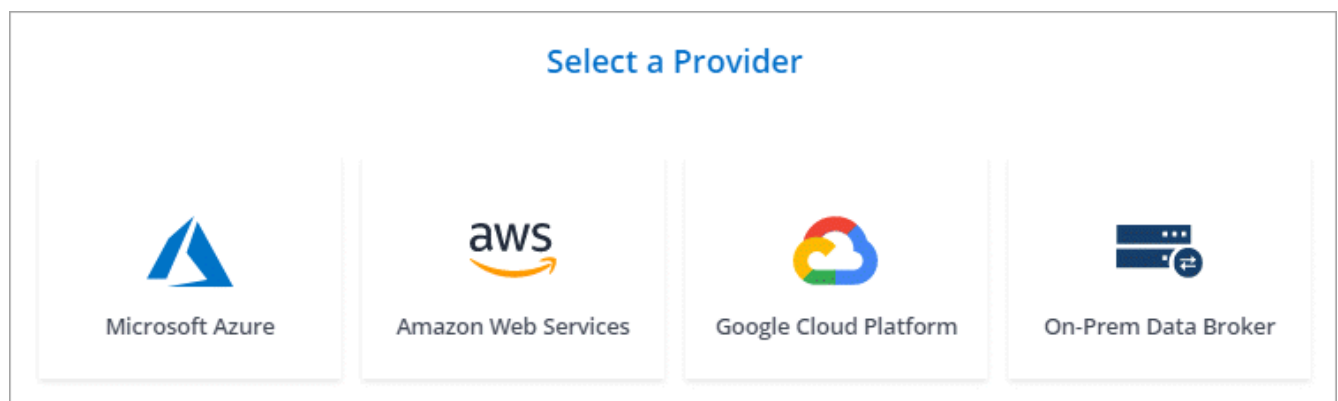 Select a Provider
aws
Microsoft Azure
Amazon Web Services
Google Cloud Platform
On-Prem Data Broker